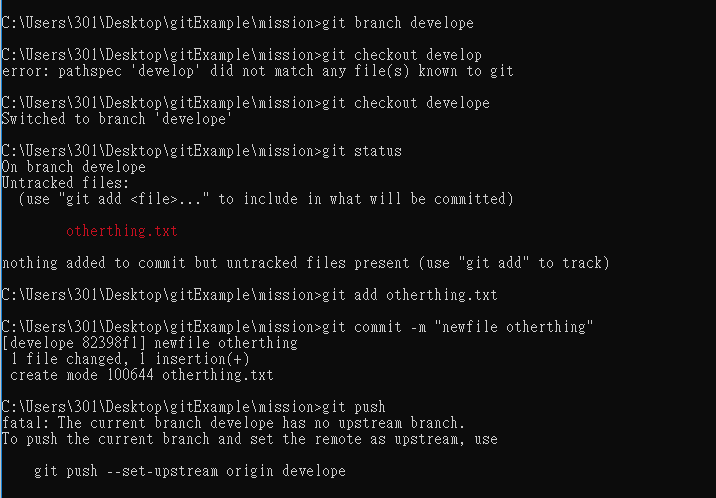 C:\Users\301\Desktop\gitExample\mission>git branch develope
C:\Users\301\Desktop\gitExample\mission>git checkout develop
error: pathspec 'develop' did not match any file(s) known to git
C:\Users\301\Desktop\gitExample\mission>git checkout develope
Switched to branch 'develope'
C:\Users\301\Desktop\gitExample\mission>git status
On branch develope
Untracked files:
  (use "git add <file>..." to include in what will be committed)
        otherthing.txt
nothing added to commit but untracked files present (use "git add" to track)
C:\Users\301\Desktop\gitExample\mission>git add otherthing.txt
C:\Users\301\Desktop\gitExample\mission>git commit -m "newfile otherthing"
[develope 82398f1] newfile otherthing
 1 file changed, 1 insertion(+)
 create mode 100644 otherthing.txt
C:\Users\301\Desktop\gitExample\mission>git push
fatal: The current branch develope has no upstream branch.
To push the current branch and set the remote as upstream, use
    git push --set-upstream origin develope